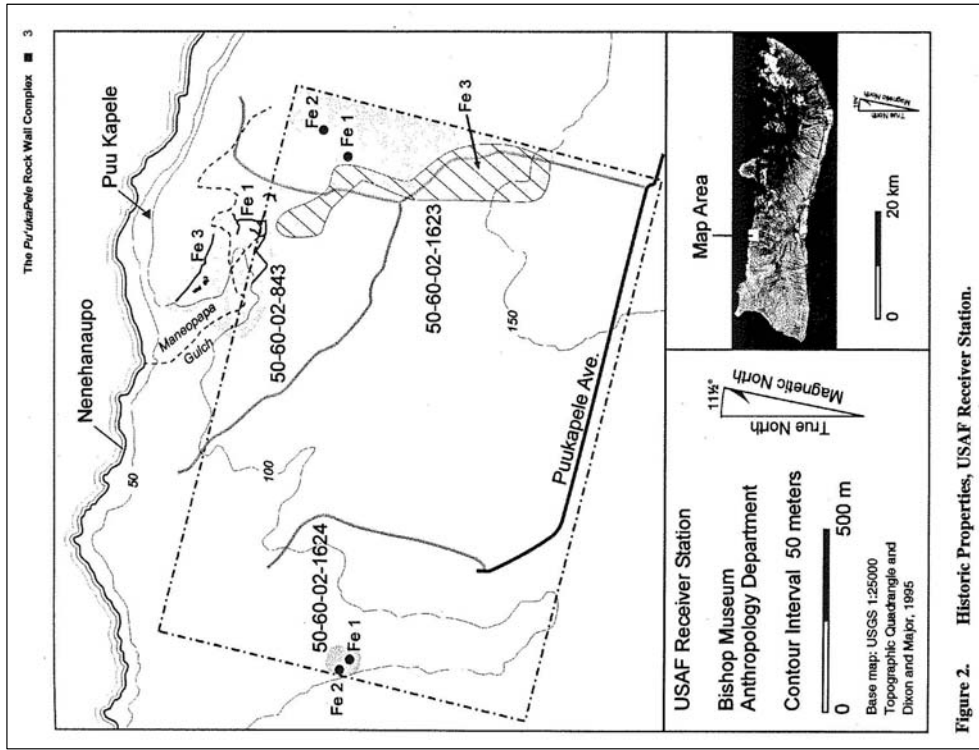 The Pu'ukaPele Rock Wall Complex ■ 3
Nenehanaupo
Puu Kapele
50
Maneopapa
Gulch
Fe 3
Fe 1
50-60-02-843
Fe 2
Fe 1
Fe 3
50-60-02-1623
100
150
50-60-02-1624
Fe 2
Fe 1
Puukapele Ave.
USAF Receiver Station
Bishop Museum
Anthropology Department
Contour Interval 50 meters
0 500 m
Base map: USGS 1:25000
Topographic Quadrangle and
Dixon and Major, 1995
11½°
True North
Magnetic North
Map Area
0 20 km
True North
Magnetic North
Figure 2. Historic Properties, USAF Receiver Station.